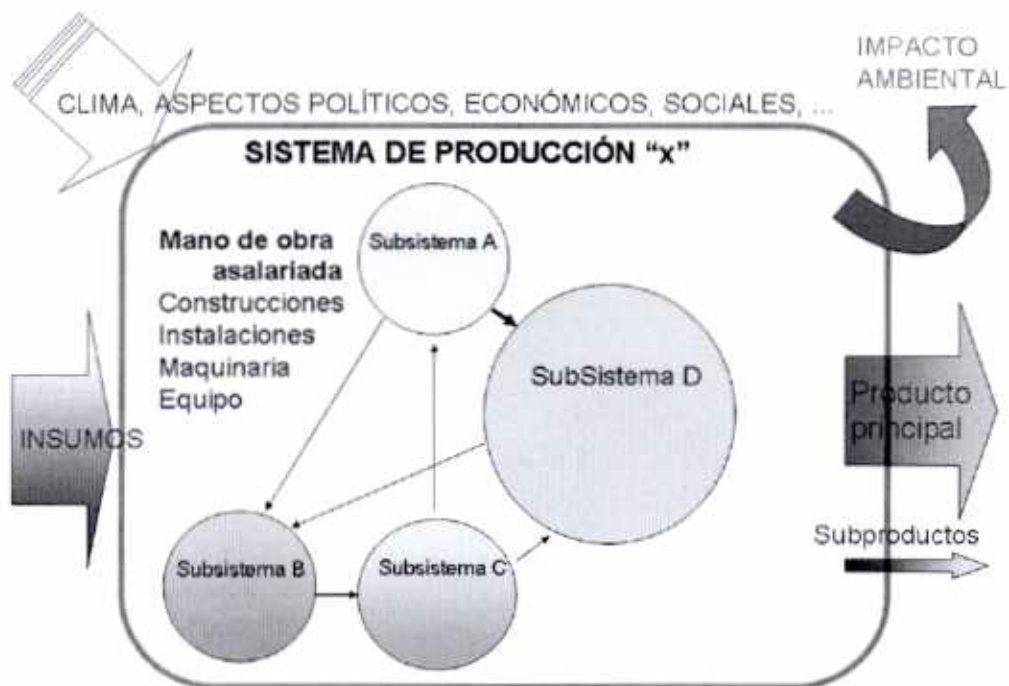 IMPACTO
AMBIENTAL
CLIMA, ASPECTOS POLÍTICOS, ECONÓMICOS, SOCIALES, ...
SISTEMA DE PRODUCCIÓN “x”
Mano de obra
asalariada
Construcciones
Instalaciones
Maquinaria
Equipo
Subsistema A
SubSistema D
INSUMOS
Producto
principal
Subproductos
Subsistema B
Subsistema C